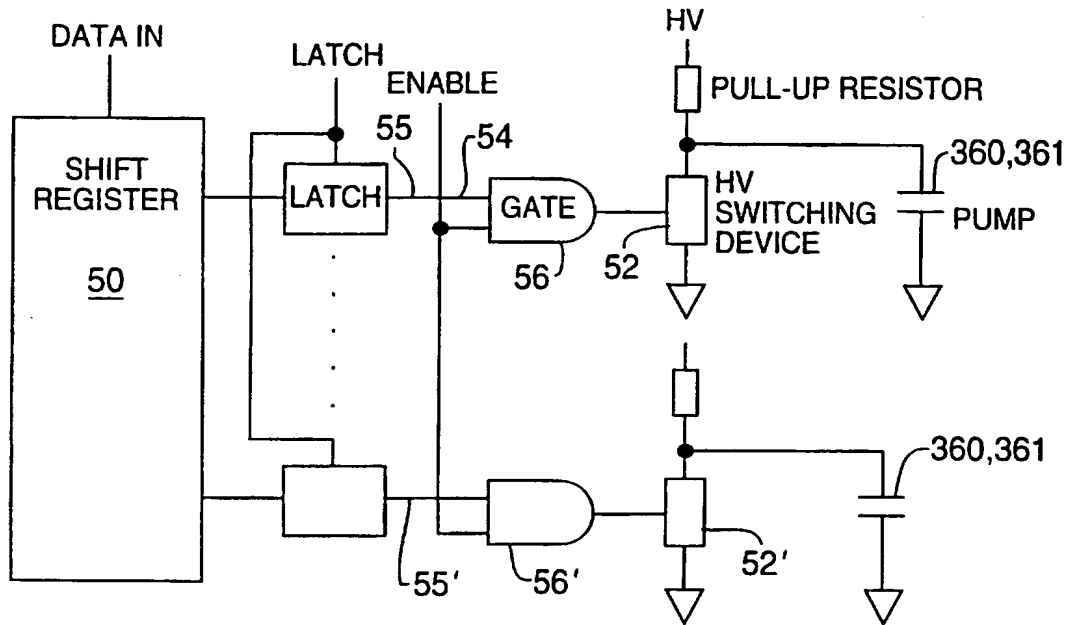 DATA IN
LATCH
ENABLE
HV
PULL-UP RESISTOR
SHIFT
REGISTER
50
LATCH
55
54
GATE
56
HV
SWITCHING
DEVICE
52
360,361
PUMP
55'
56'
52'
360,361